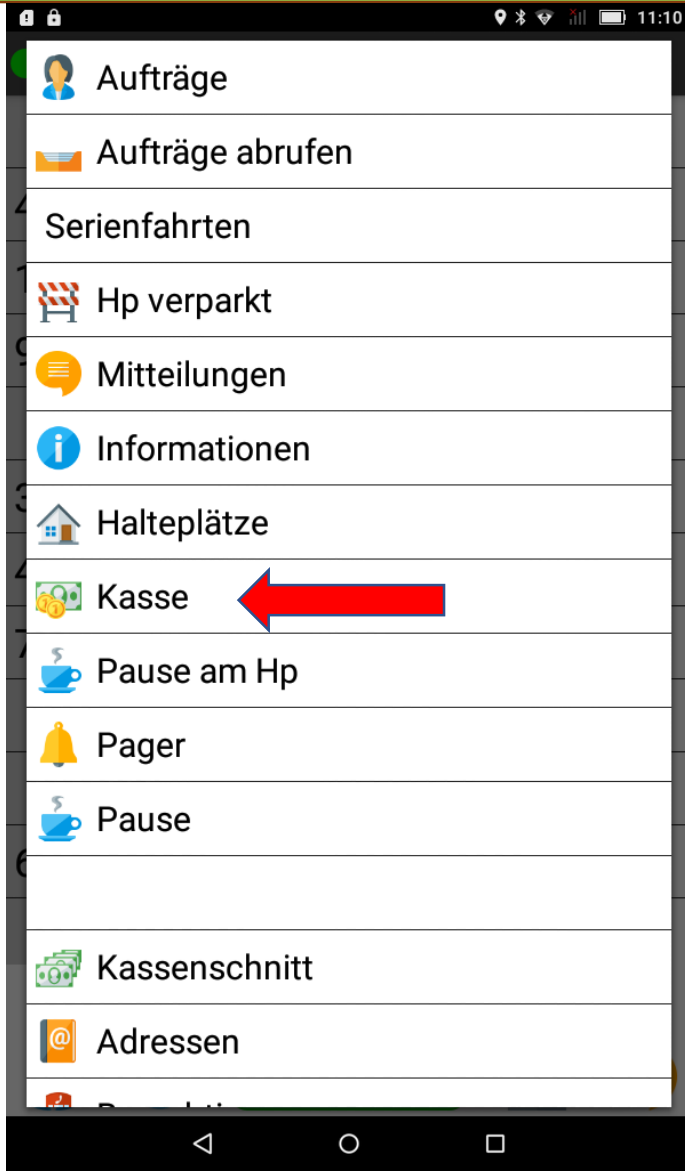 11:10
Aufträge
Aufträge abrufen
Serienfahrten
Hp verparkt
Mitteilungen
Informationen
Halteplätze
Kasse
Pause am Hp
Pager
Pause
Kassenschnitt
Adressen